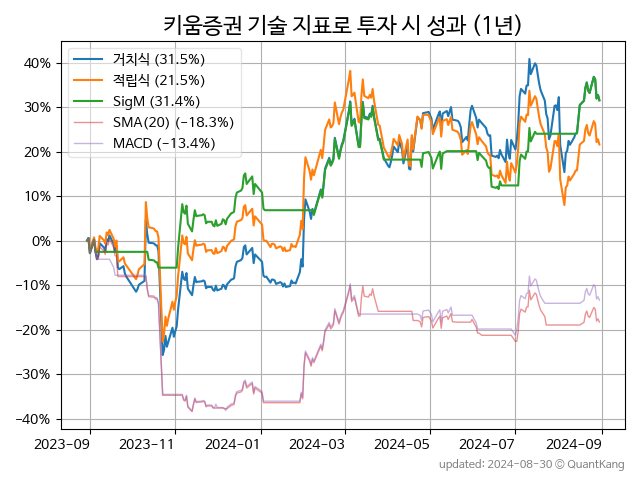 키움증권 기술 지표로 투자 시 성과 (1년)
거치식 (31.5%)
적립식 (21.5%)
SigM (31.4%)
SMA(20) (−18.3%)
MACD (−13.4%)
40%
30%
20%
10%
0%
−10%
−20%
−30%
−40%
2023-09 2023-11 2024-01 2024-03 2024-05 2024-07 2024-09
updated: 2024-08-30 © QuantKang